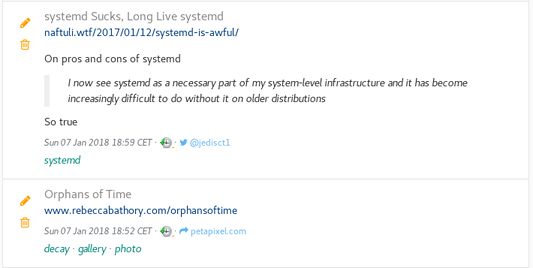 systemd Sucks, Long Live systemd
naftuli.wtf/2017/01/12/systemd-is-awful/
On pros and cons of systemd
I now see systemd as a necessary part of my system-level infrastructure and it has become
increasingly difficult to do without it on older distributions
So true
Sun 07 Jan 2018 18:59 CET · · @jedisct1
systemd
Orphans of Time
www.rebeccabathory.com/orphansoftime
Sun 07 Jan 2018 18:52 CET · · petapixel.com
decay · gallery · photo